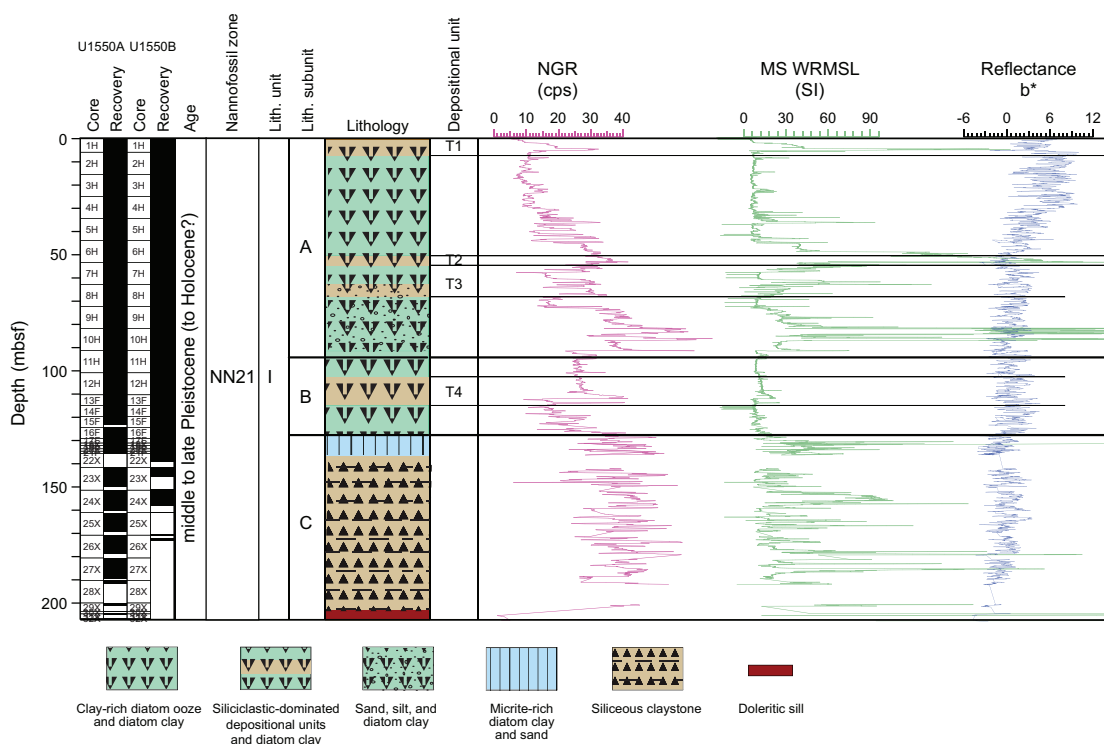 U1550A U1550B
Core
Recovery
Core
Recovery
Age
Nannofossil zone
Lith. unit
Lith. subunit
Lithology
Depositional unit
NGR
(cps)
MS WRMSL
(SI)
Reflectance
b*
0 10 20 30 40
0 30 60 90
-6 0 6 12
Depth (mbsf)
0
50
100
150
200
1H 1H
2H 2H
3H 3H
4H 4H
5H 5H
6H 6H
7H 7H
8H 8H
9H 9H
10H 10H
11H 11H
12H 12H
13F 13F
14F 14F
15F 15F
16F 16F
22X 22X
23X 23X
24X 24X
25X 25X
26X 26X
27X 27X
28X 28X
29X 29X
middle to late Pleistocene (to Holocene?)
NN21
I
A
B
C
T1
T2
T3
T4
Clay-rich diatom ooze
and diatom clay
Siliciclastic-dominated
depositional units
and diatom clay
Sand, silt, and
diatom clay
Micrite-rich
diatom clay
and sand
Siliceous claystone
Doleritic sill